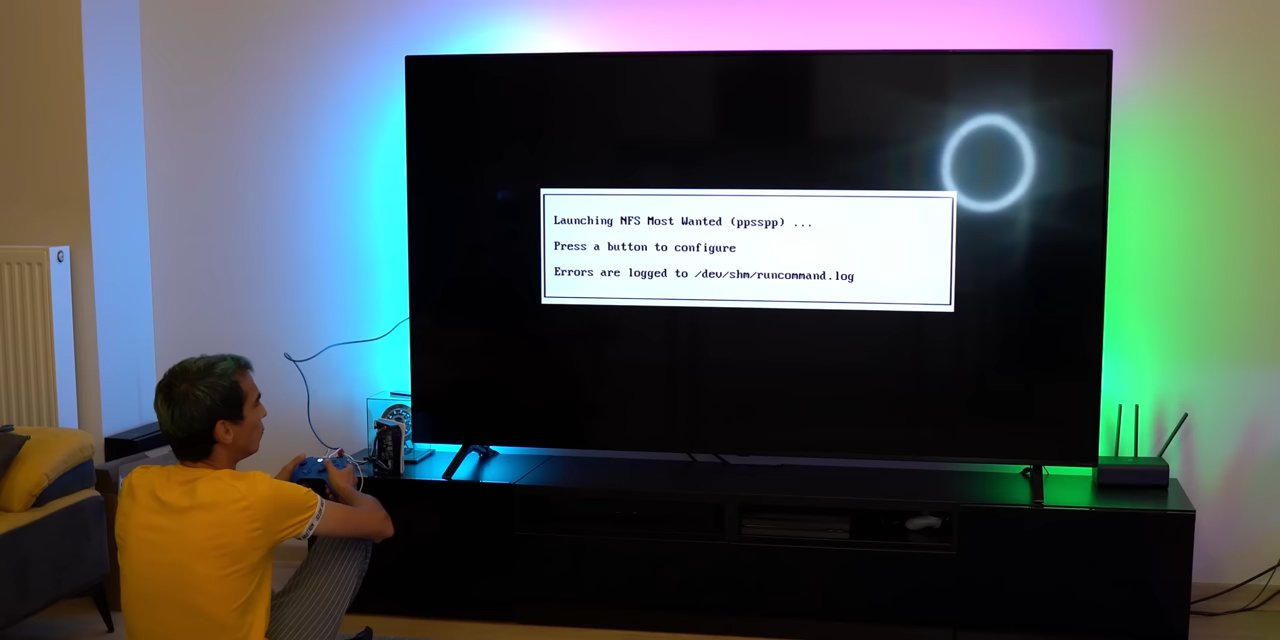 Launching NFS Most Wanted (ppsspp) ...
Press a button to configure
Errors are logged to /dev/shm/runcommand.log